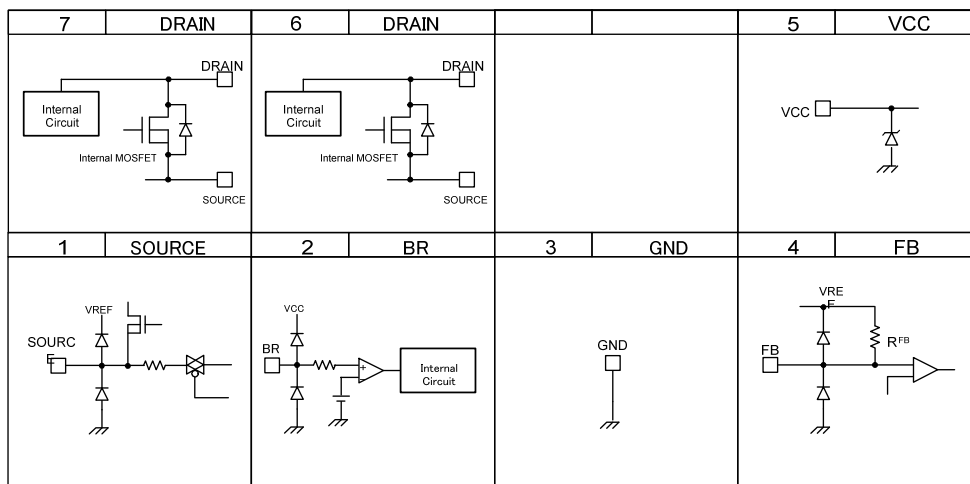 7 DRAIN 6 DRAIN 5 VCC
DRAIN
Internal
Circuit
Internal MOSFET
SOURCE
DRAIN
Internal
Circuit
Internal MOSFET
SOURCE
VCC
1 SOURCE 2 BR 3 GND 4 FB
VREF
SOURC
E
VCC
BR
+
-
Internal
Circuit
GND
VRE
F
RFB
FB